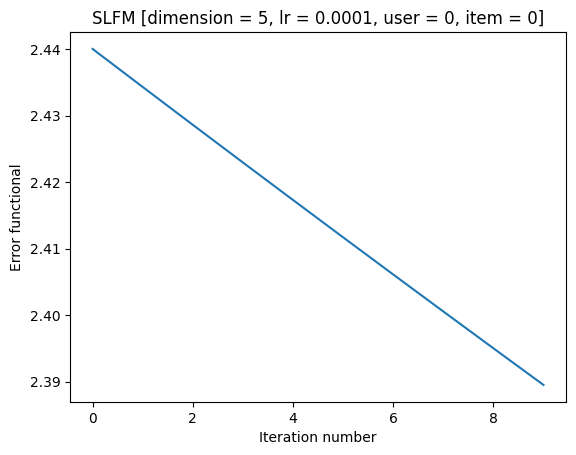 SLFM [dimension = 5, lr = 0.0001, user = 0, item = 0]
2.44
2.43
2.42
2.41
2.40
2.39
Error functional
0 2 4 6 8
Iteration number